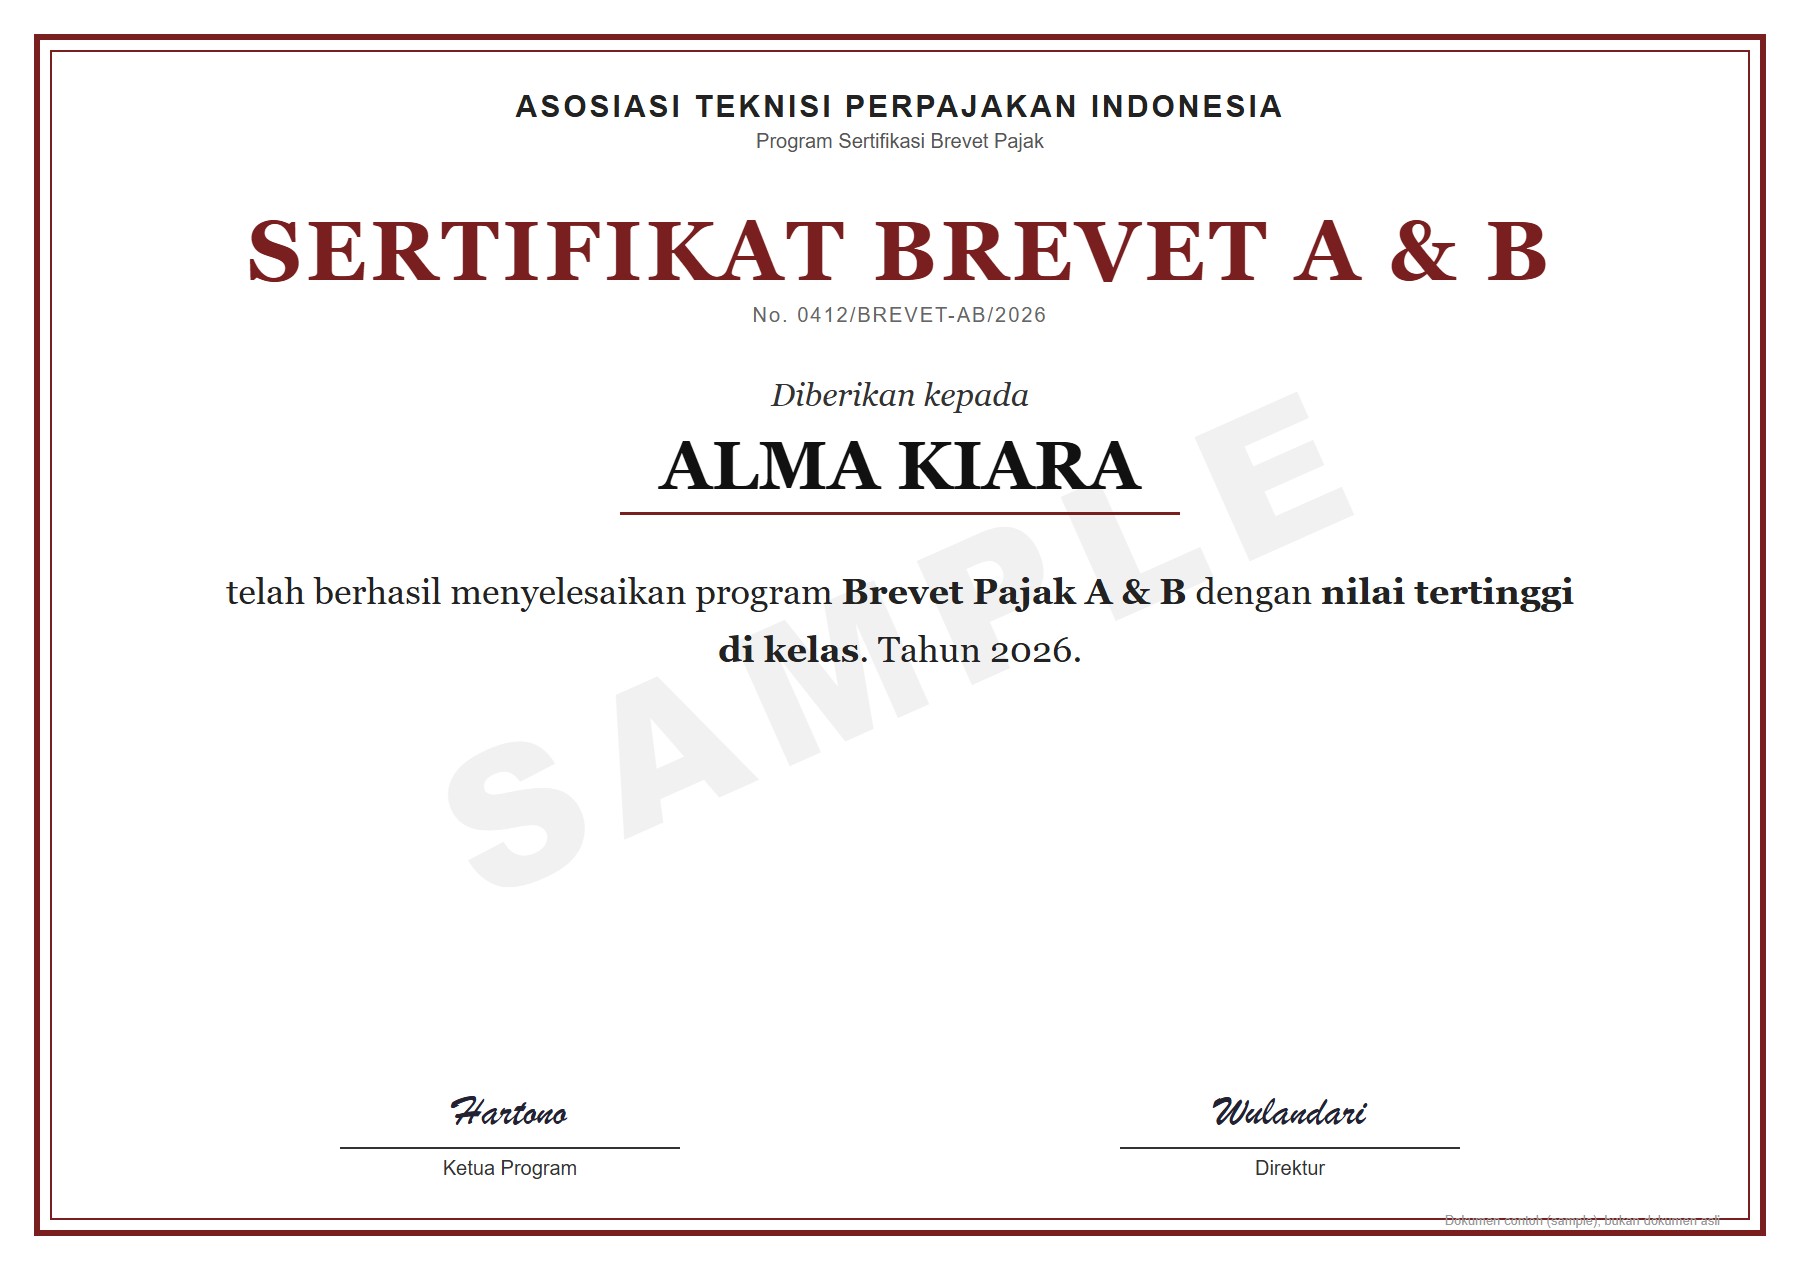 ASOSIASI TEKNISI PERPAJAKAN INDONESIA
Program Sertifikasi Brevet Pajak
SERTIFIKAT BREVET A & B
No. 0412/BREVET-AB/2026
Diberikan kepada
ALMA KIARA
telah berhasil menyelesaikan program Brevet Pajak A & B dengan nilai tertinggi
di kelas. Tahun 2026.
SAMPLE
Hartono
Ketua Program
Wulandari
Direktur
Dokumen contoh (sample), bukan dokumen asli